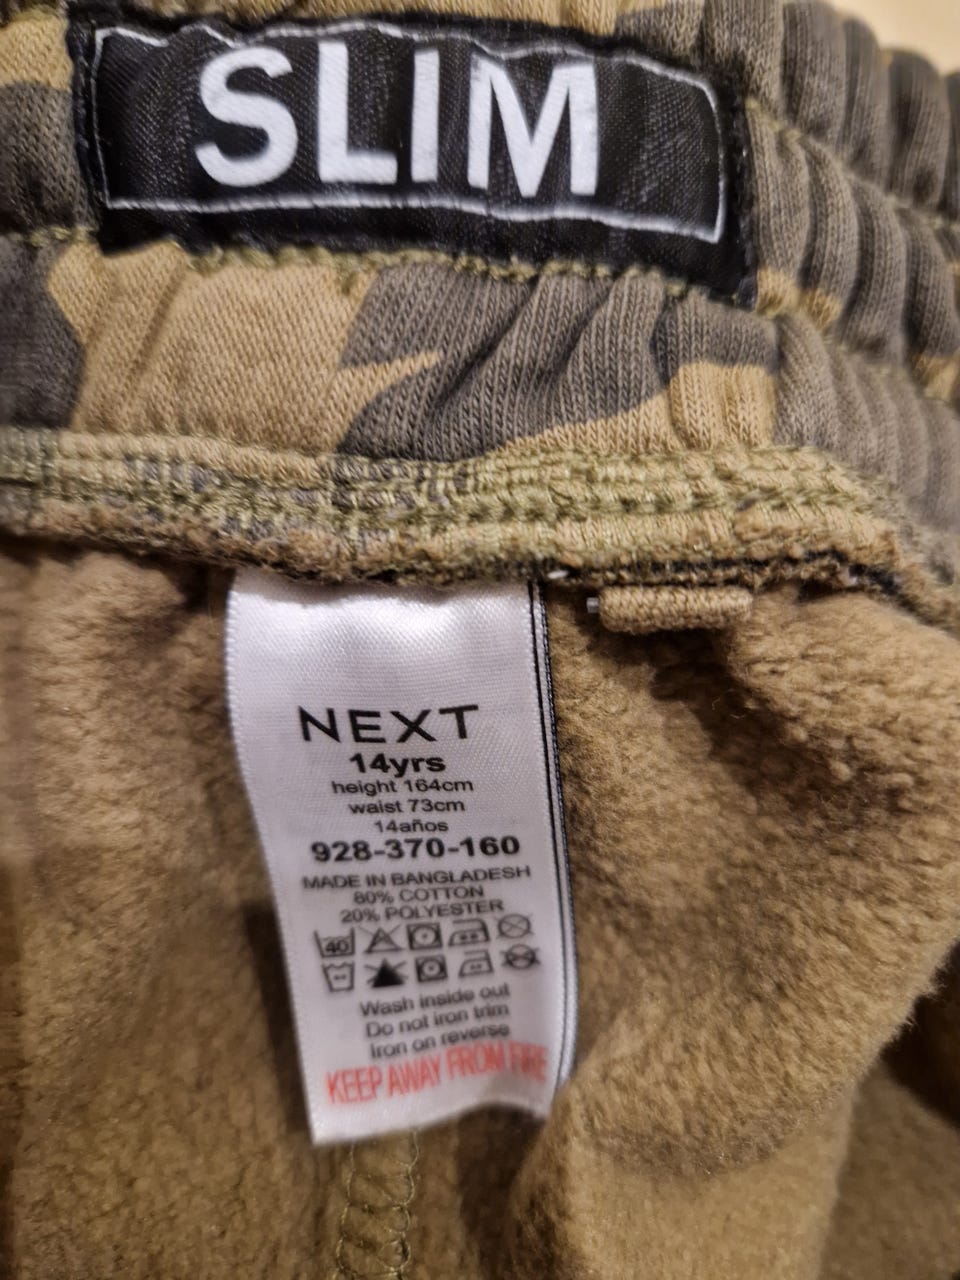 SLIM
NEXT
14yrs
height 164cm
waist 73cm
14años
928-370-160
MADE IN BANGLADESH
80% COTTON
20% POLYESTER
40
Wash inside out
Do not iron trim
Iron on reverse
KEEP AWAY FROM FIRE